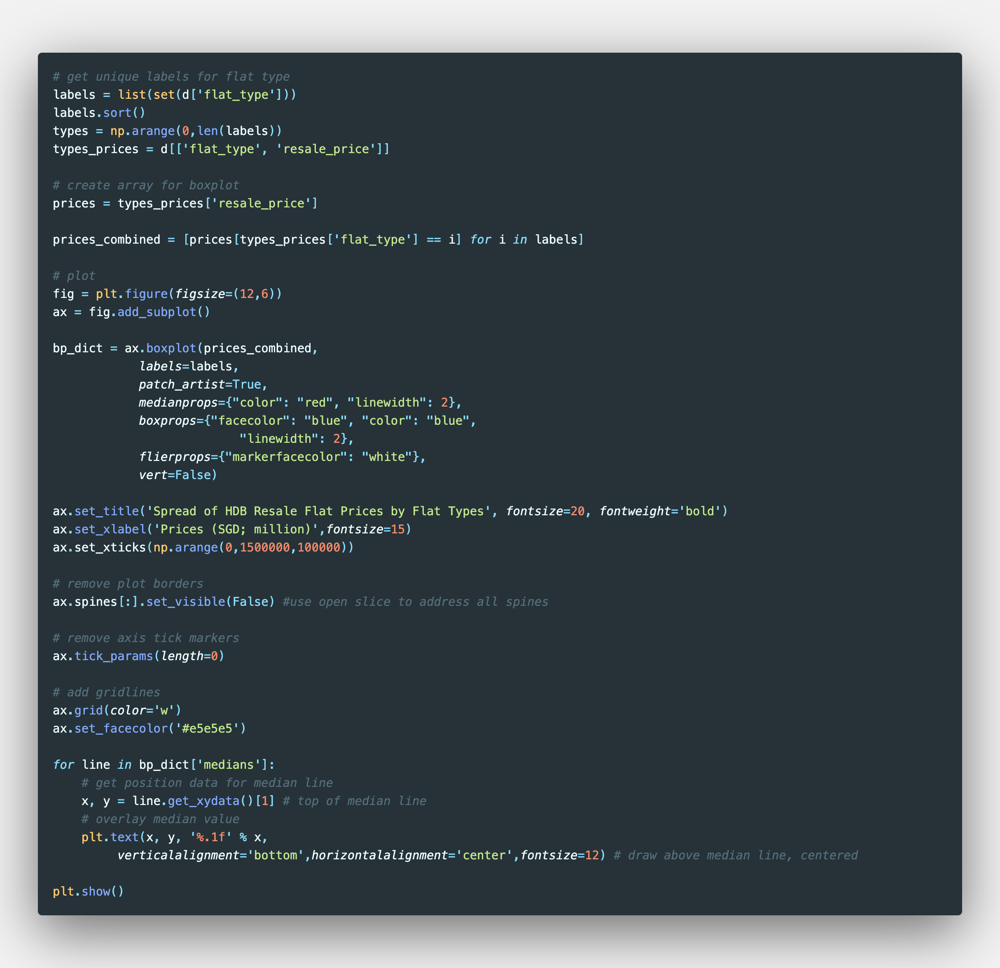 # get unique labels for flat type
labels = list(set(d['flat_type']))
labels.sort()
types = np.arange(0,len(labels))
types_prices = d[['flat_type', 'resale_price']]

# create array for boxplot
prices = types_prices['resale_price']

prices_combined = [prices[types_prices['flat_type'] == i] for i in labels]

# plot
fig = plt.figure(figsize=(12,6))
ax = fig.add_subplot()

bp_dict = ax.boxplot(prices_combined,
            labels=labels,
            patch_artist=True,
            medianprops={"color": "red", "linewidth": 2},
            boxprops={"facecolor": "blue", "color": "blue",
                          "linewidth": 2},
            flierprops={"markerfacecolor": "white"},
            vert=False)

ax.set_title('Spread of HDB Resale Flat Prices by Flat Types', fontsize=20, fontweight='bold')
ax.set_xlabel('Prices (SGD; million)',fontsize=15)
ax.set_xticks(np.arange(0,1500000,100000))

# remove plot borders
ax.spines[:].set_visible(False) #use open slice to address all spines

# remove axis tick markers
ax.tick_params(length=0)

# add gridlines
ax.grid(color='w')
ax.set_facecolor('#e5e5e5')

for line in bp_dict['medians']:
    # get position data for median line
    x, y = line.get_xydata()[1] # top of median line
    # overlay median value
    plt.text(x, y, '%.1f' % x,
         verticalalignment='bottom',horizontalalignment='center',fontsize=12) # draw above median line, centered

plt.show()